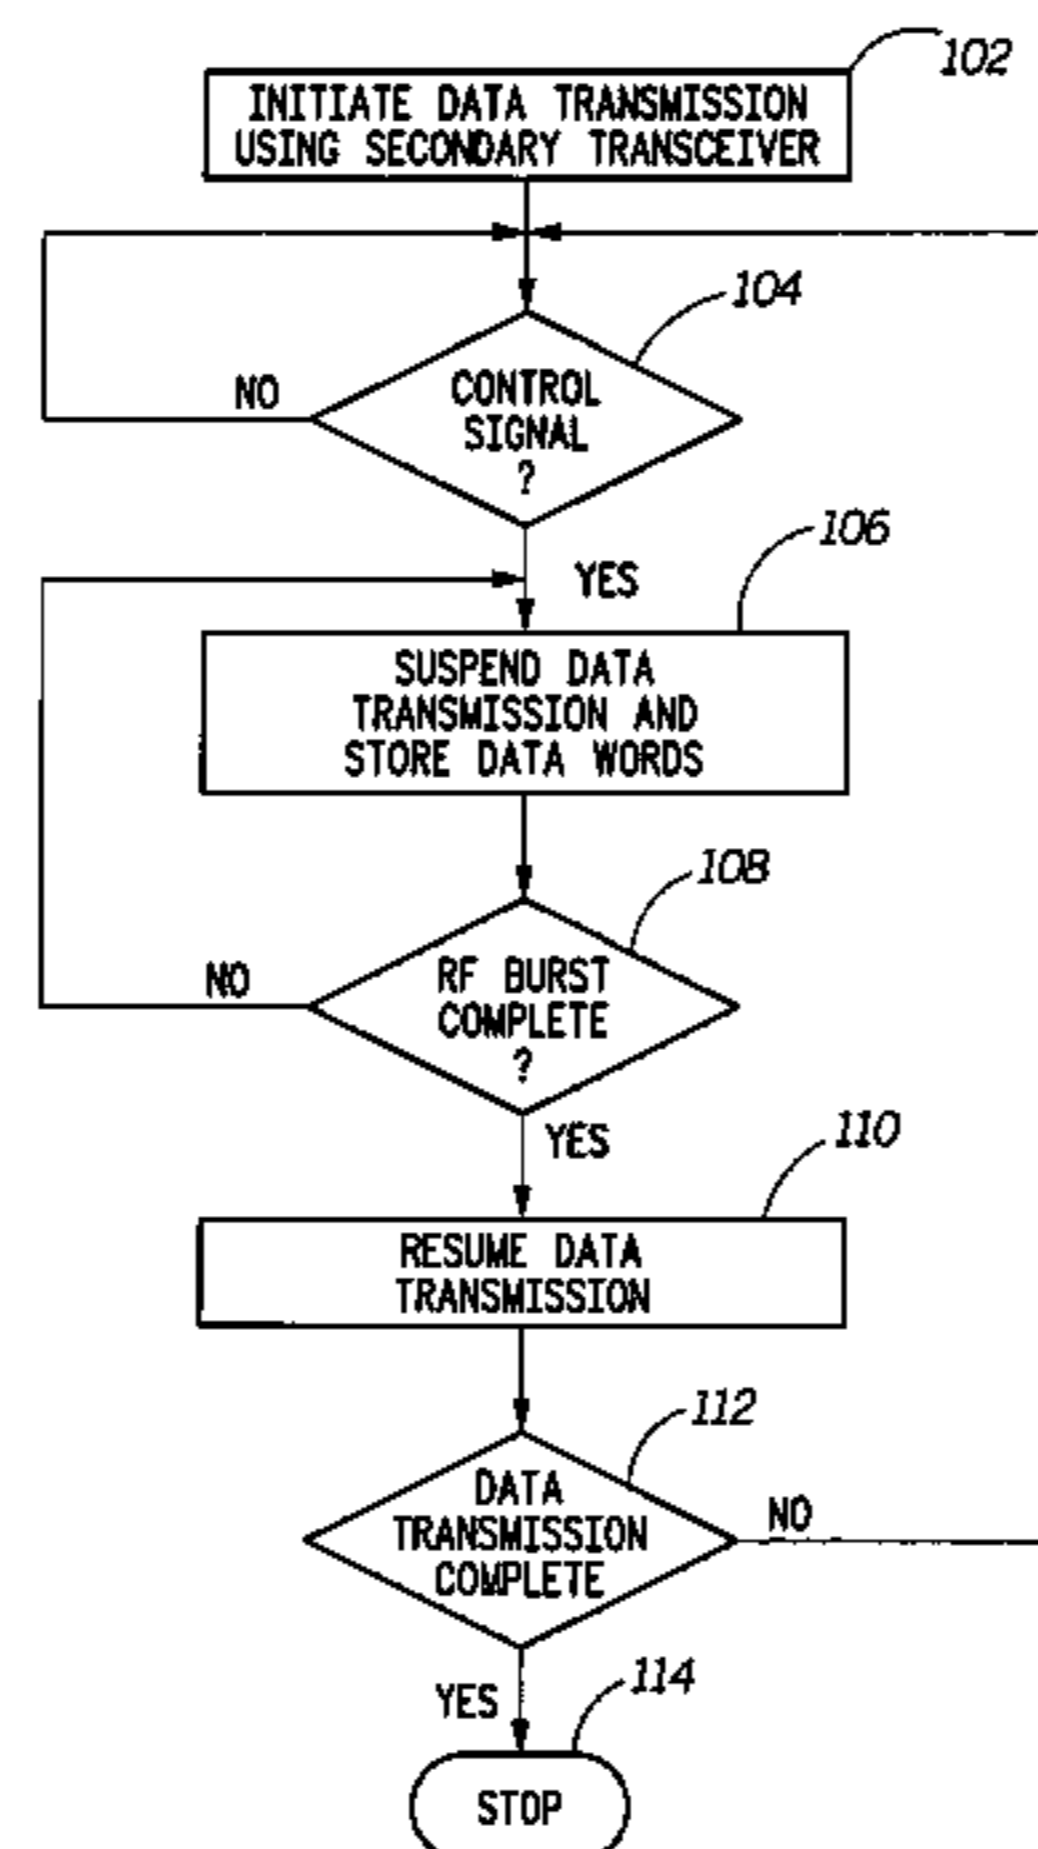 102
INITIATE DATA TRANSMISSION
USING SECONDARY TRANSCEIVER
104
CONTROL
SIGNAL
?
NO
YES
106
SUSPEND DATA
TRANSMISSION AND
STORE DATA WORDS
108
RF BURST
COMPLETE
?
NO
YES
110
RESUME DATA
TRANSMISSION
112
DATA
TRANSMISSION
COMPLETE
NO
YES
114
STOP